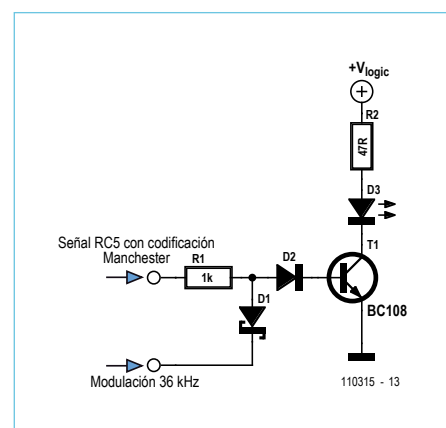 +Vlogic
R2
47R
D3
Señal RC5 con codificación
Manchester
R1
1k
D2
T1
D1
BC108
Modulación 36 kHz
110315 - 13